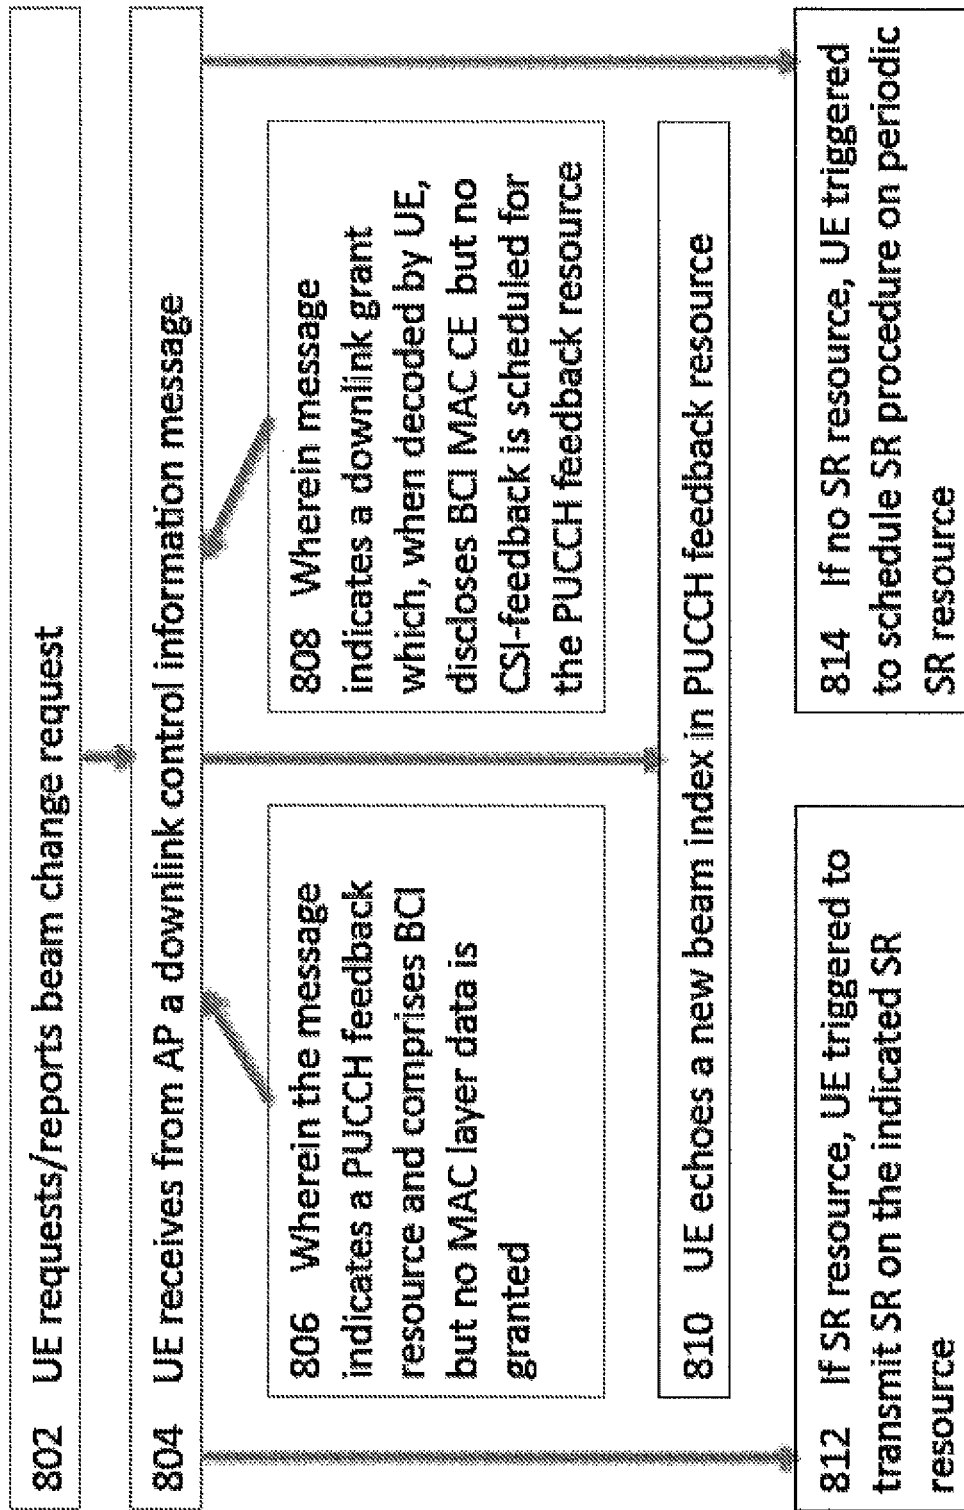 802 UE requests/reports beam change request
804 UE receives from AP a downlink control information message
806 Wherein the message
indicates a PUCCH feedback
resource and comprises BCI
but no MAC layer data is
granted
808 Wherein message
indicates a downlink grant
which, when decoded by UE,
discloses BCI MAC CE but no
CSI-feedback is scheduled for
the PUCCH feedback resource
810 UE echoes a new beam index in PUCCH feedback resource
812 If SR resource, UE triggered to
transmit SR on the indicated SR
resource
814 If no SR resource, UE triggered
to schedule SR procedure on periodic
SR resource